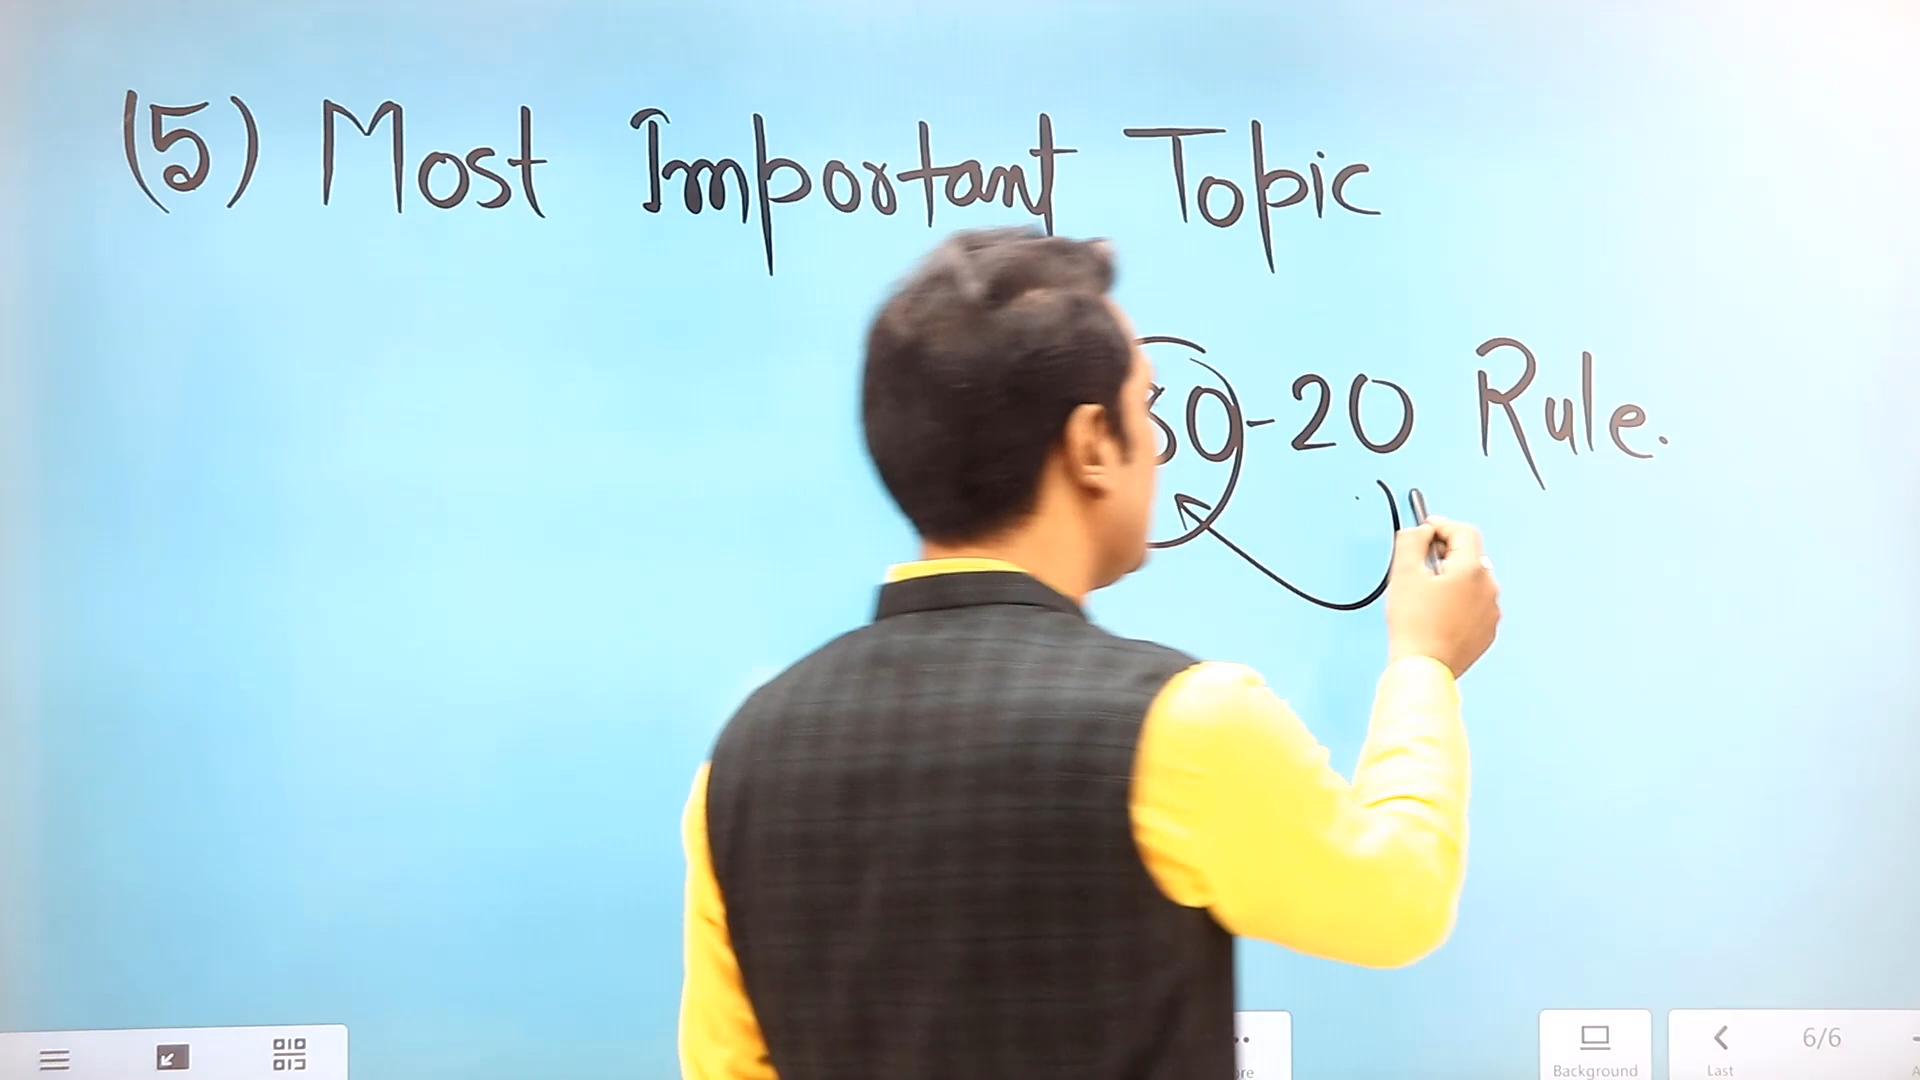 (5) Most Important Topic
0-20 Rule.
Background
Last
6/6